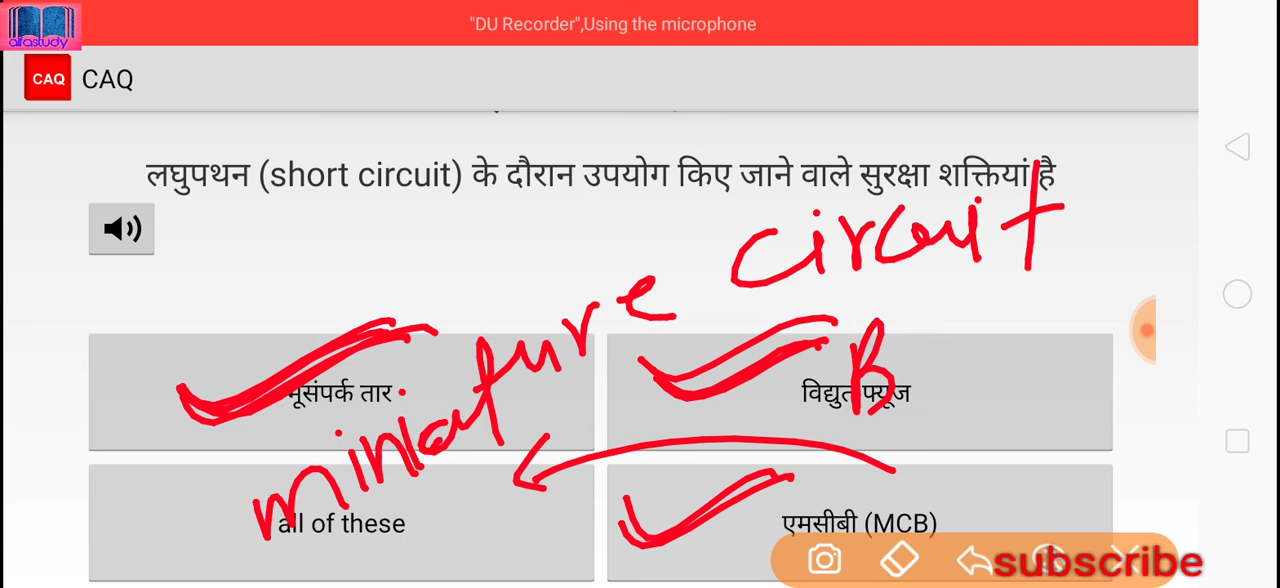 "DU Recorder",Using the microphone
alfastudy
CAQ CAQ
लघुपथन (short circuit) के दौरान उपयोग किए जाने वाले सुरक्षा शक्तियां है
miniature circuit
B
भूसंपर्क तार
विद्युत फ्यूज
all of these
एमसीबी (MCB)
subscribe